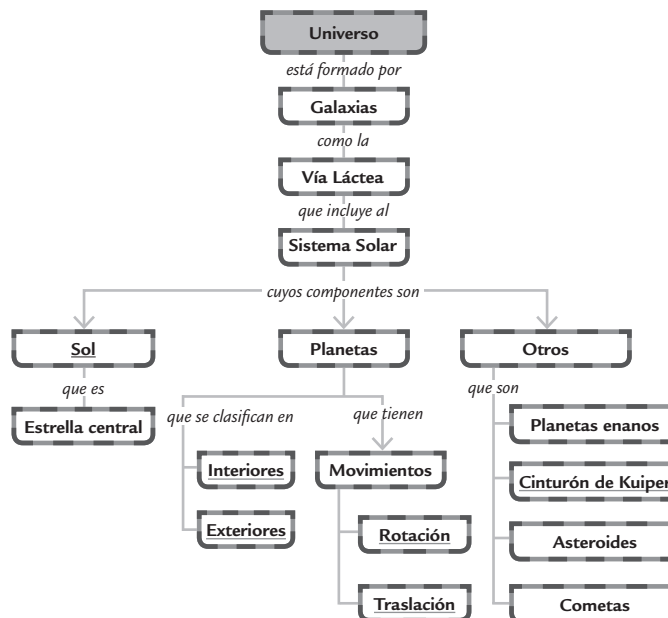 Universo
está formado por
Galaxias
como la
Vía Láctea
que incluye al
Sistema Solar
cuyos componentes son
Sol
Planetas
Otros
que es
que se clasifican en
que tienen
que son
Estrella central
Planetas enanos
Interiores
Movimientos
Cinturón de Kuiper
Exteriores
Rotación
Asteroides
Traslación
Cometas